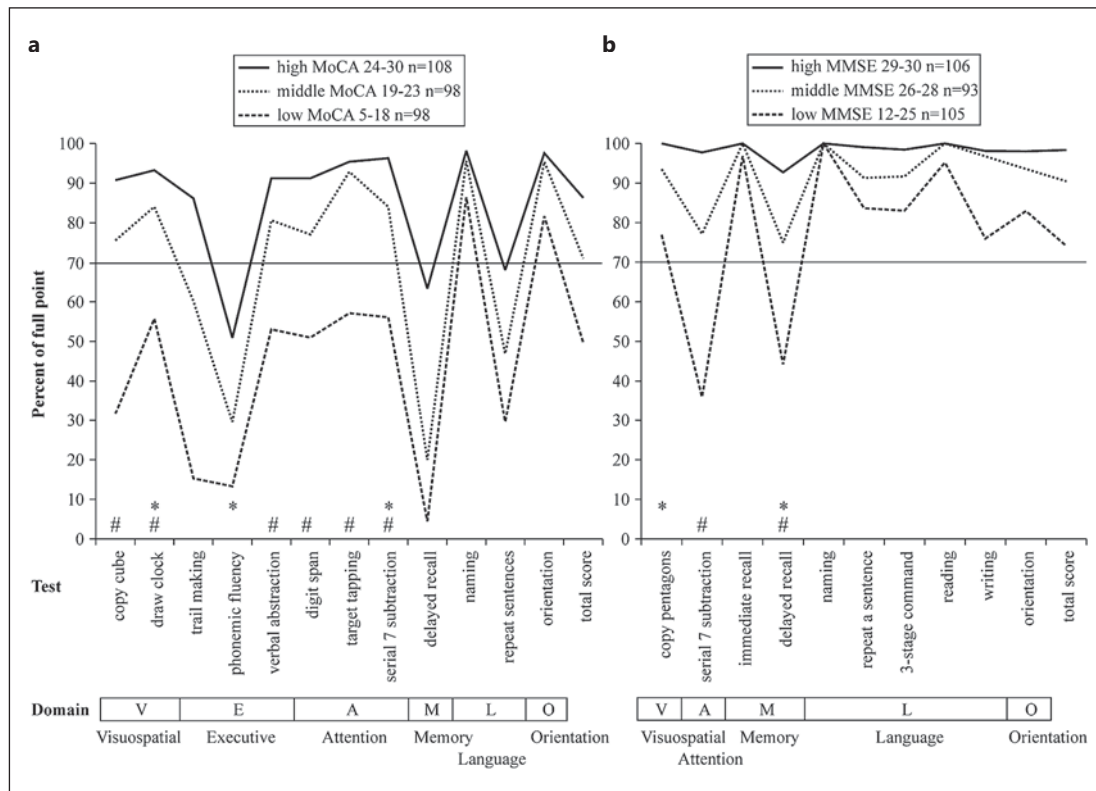 a
high MoCA 24-30 n=108
middle MoCA 19-23 n=98
low MoCA 5-18 n=98
100
90
80
70
60
50
40
30
20
10
0
Percent of full point
* * *
# # # # # #
Test
copy cube
draw clock
trail making
phonemic fluency
verbal abstraction
digit span
target tapping
serial 7 subtraction
delayed recall
naming
repeat sentences
orientation
total score
Domain
V E A M L O
Visuospatial Executive Attention Memory Orientation
Language
b
high MMSE 29-30 n=106
middle MMSE 26-28 n=93
low MMSE 12-25 n=105
100
90
80
70
60
50
40
30
20
10
0
* *
# #
copy pentagons
serial 7 subtraction
immediate recall
delayed recall
naming
repeat a sentence
3-stage command
reading
writing
orientation
total score
V A M L O
Visuospatial Memory Language Orientation
Attention